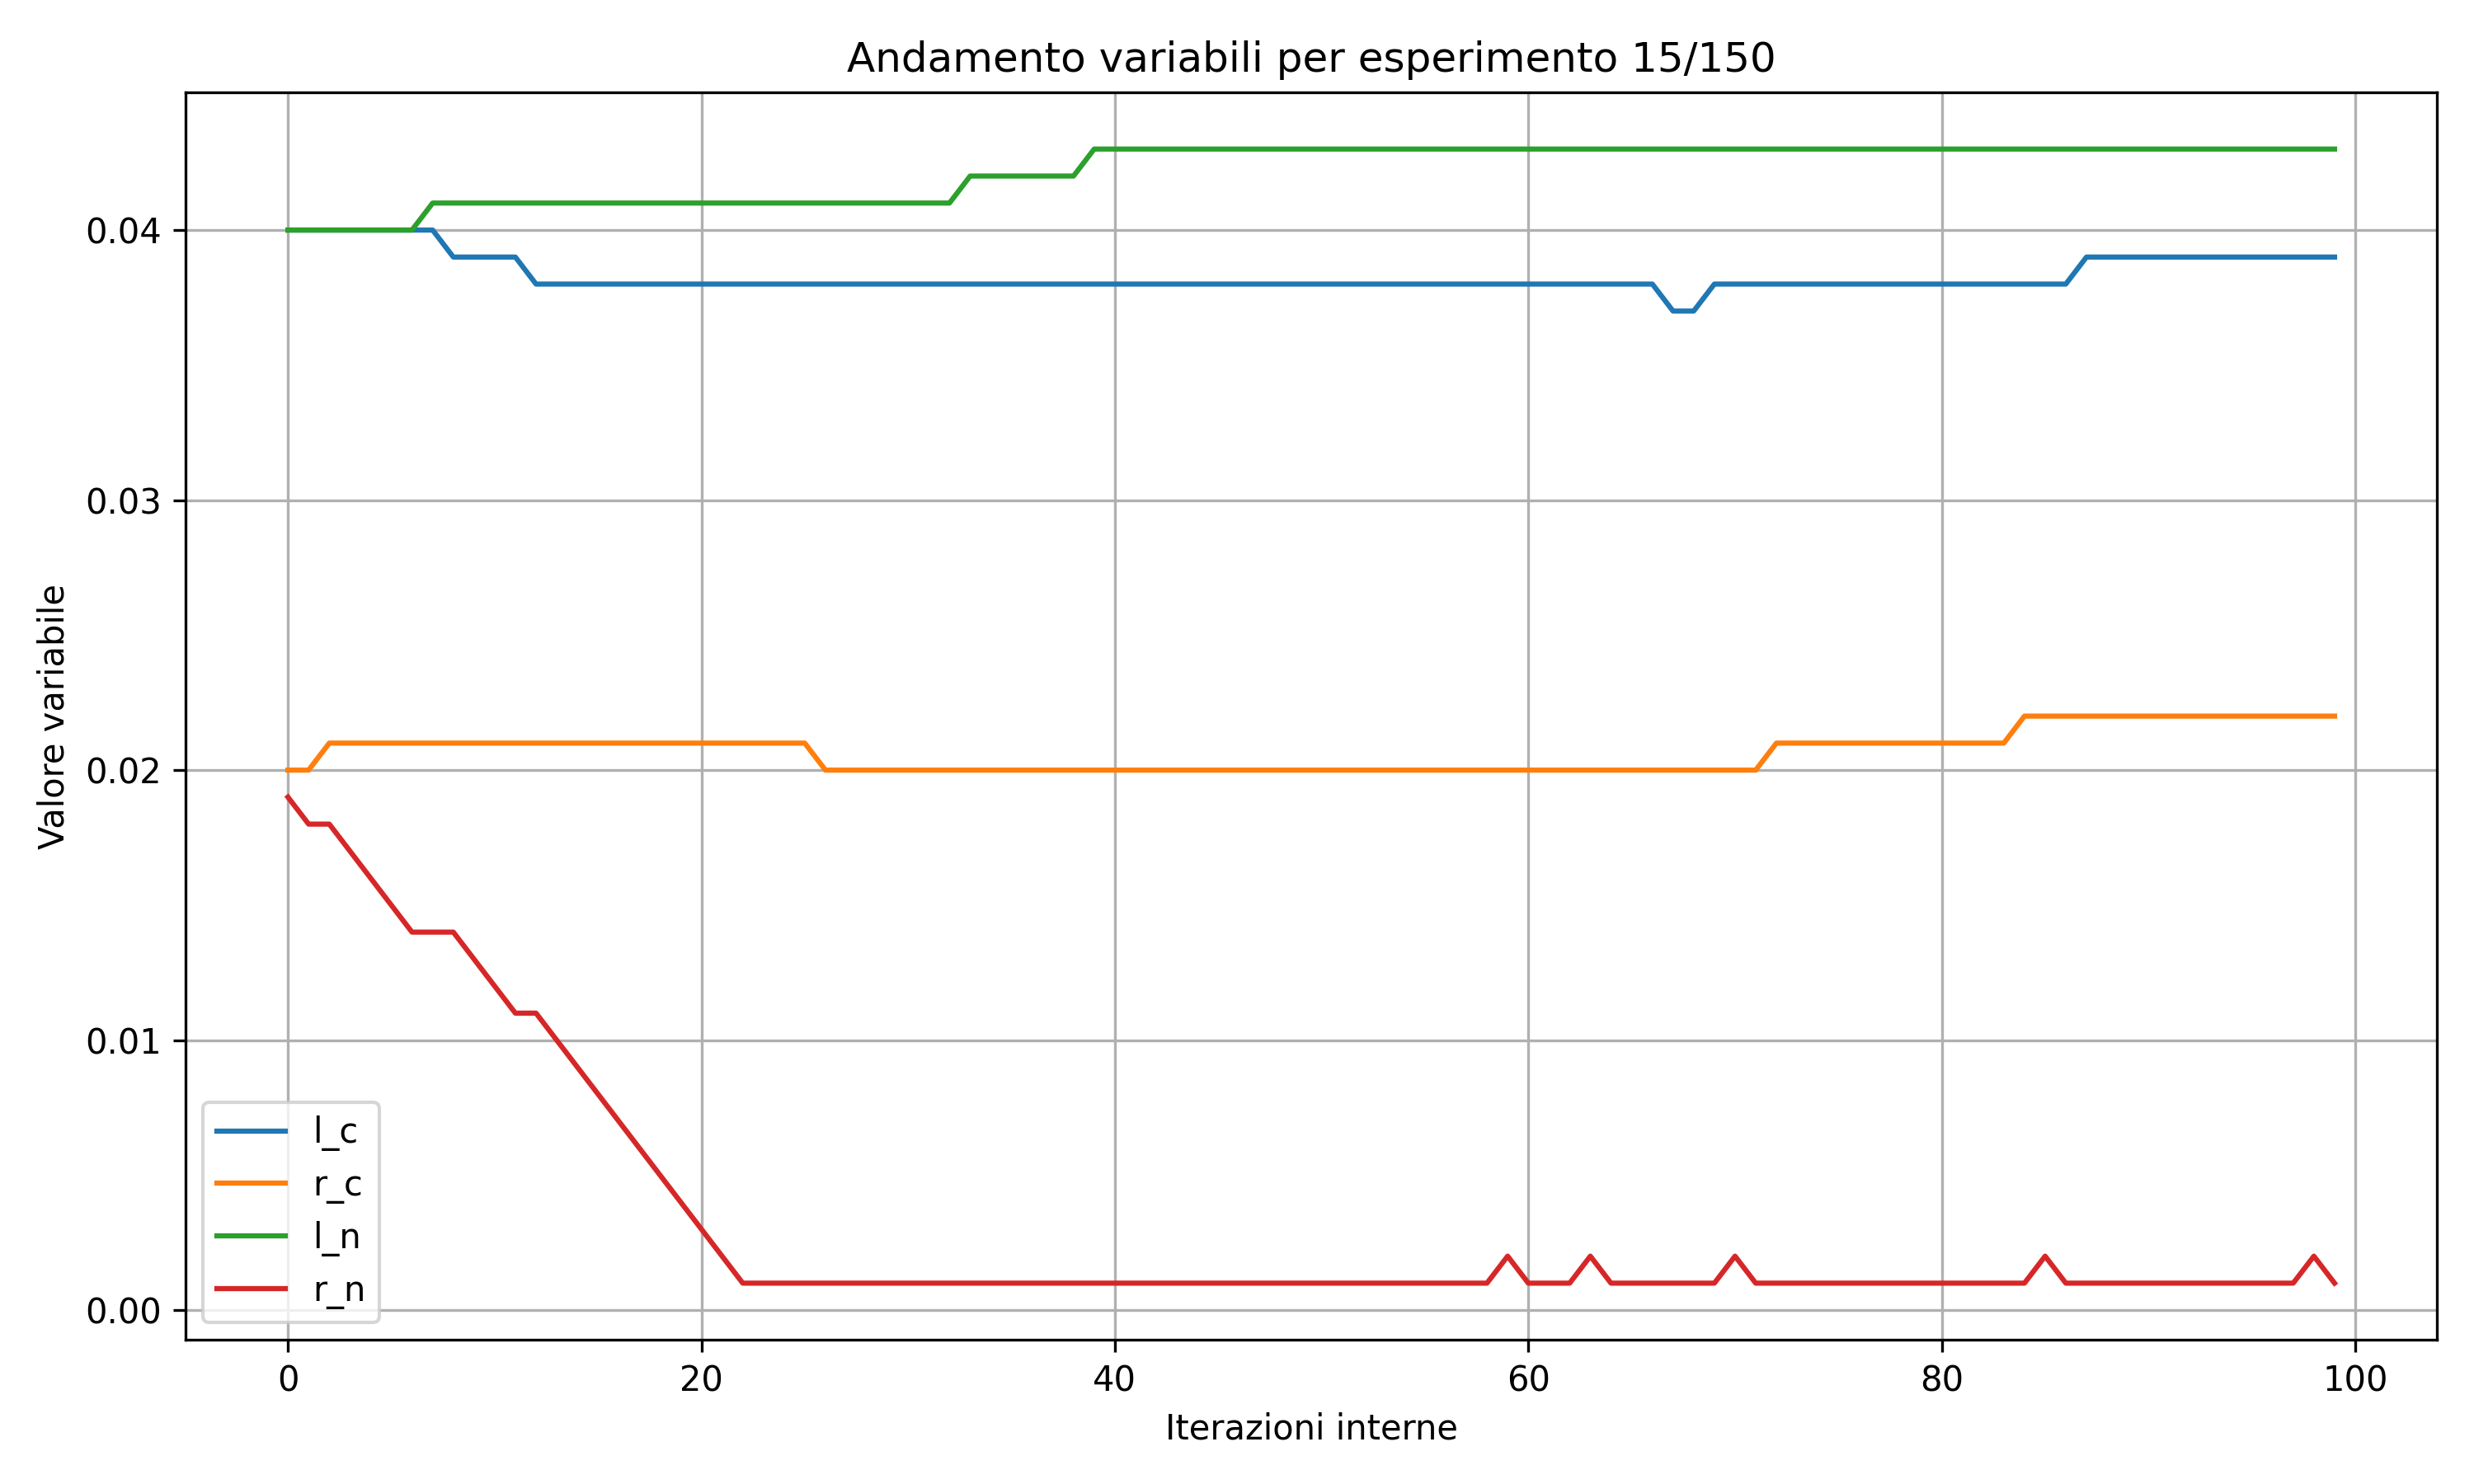 Andamento variabili per esperimento 15/150
Valore variabile
0.04
0.03
0.02
0.01
0.00
l_c
r_c
l_n
r_n
0 20 40 60 80 100
Iterazioni interne